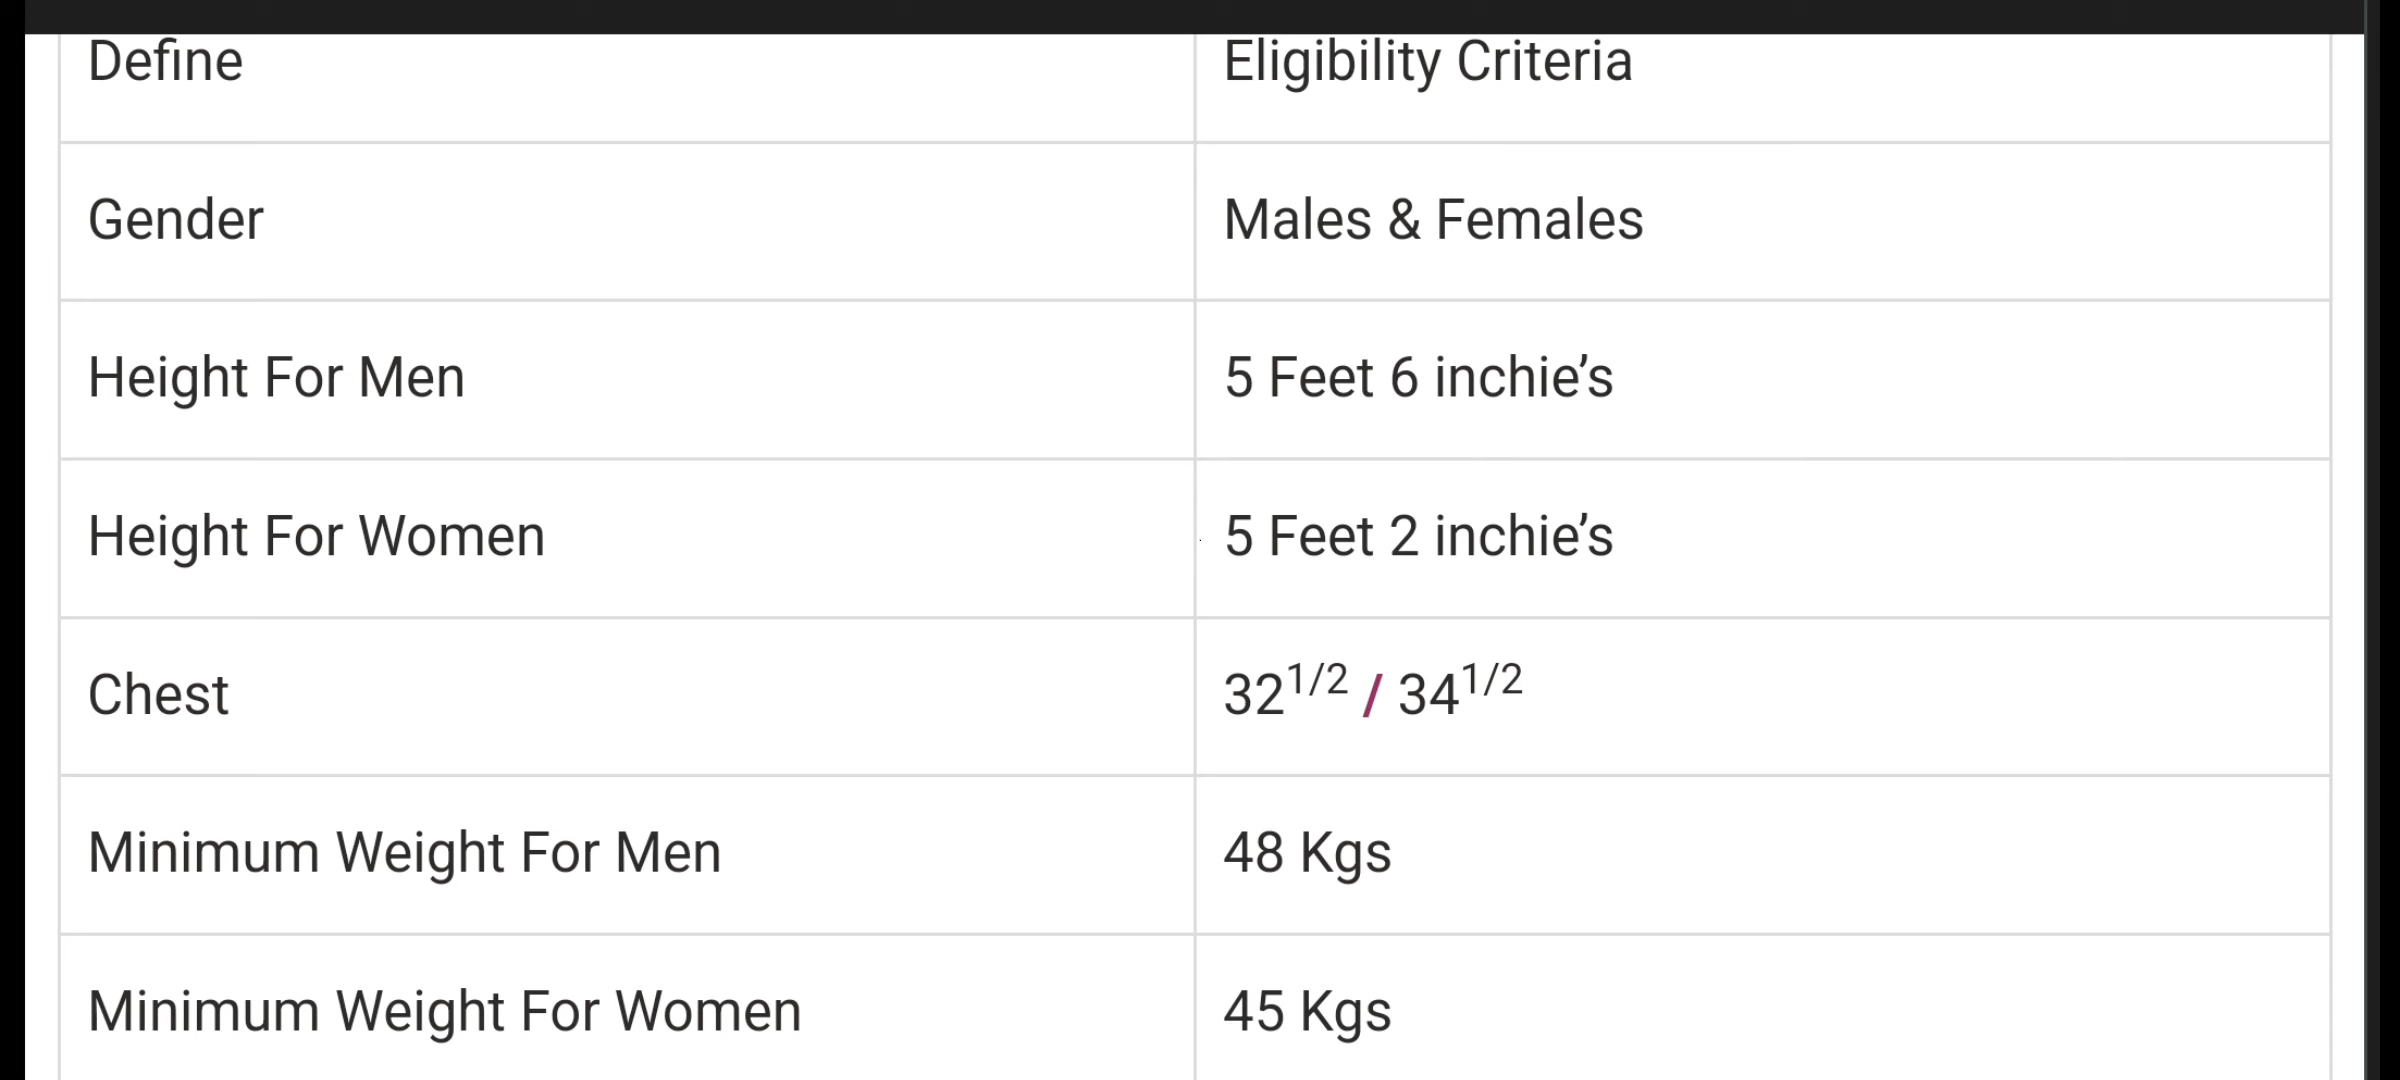 Define Eligibility Criteria
Gender Males & Females
Height For Men 5 Feet 6 inchie’s
Height For Women 5 Feet 2 inchie’s
Chest 32 1/2 / 34 1/2
Minimum Weight For Men 48 Kgs
Minimum Weight For Women 45 Kgs